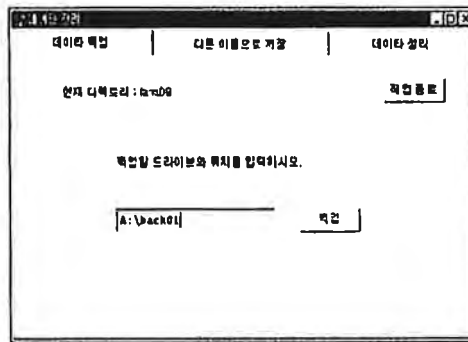 데이타 백업 다른 이름으로 저장 데이타 정리
현재 디렉토리 : 작업종료
백업할 드라이브와 위치를 입력하시오.
A:\back01 백업